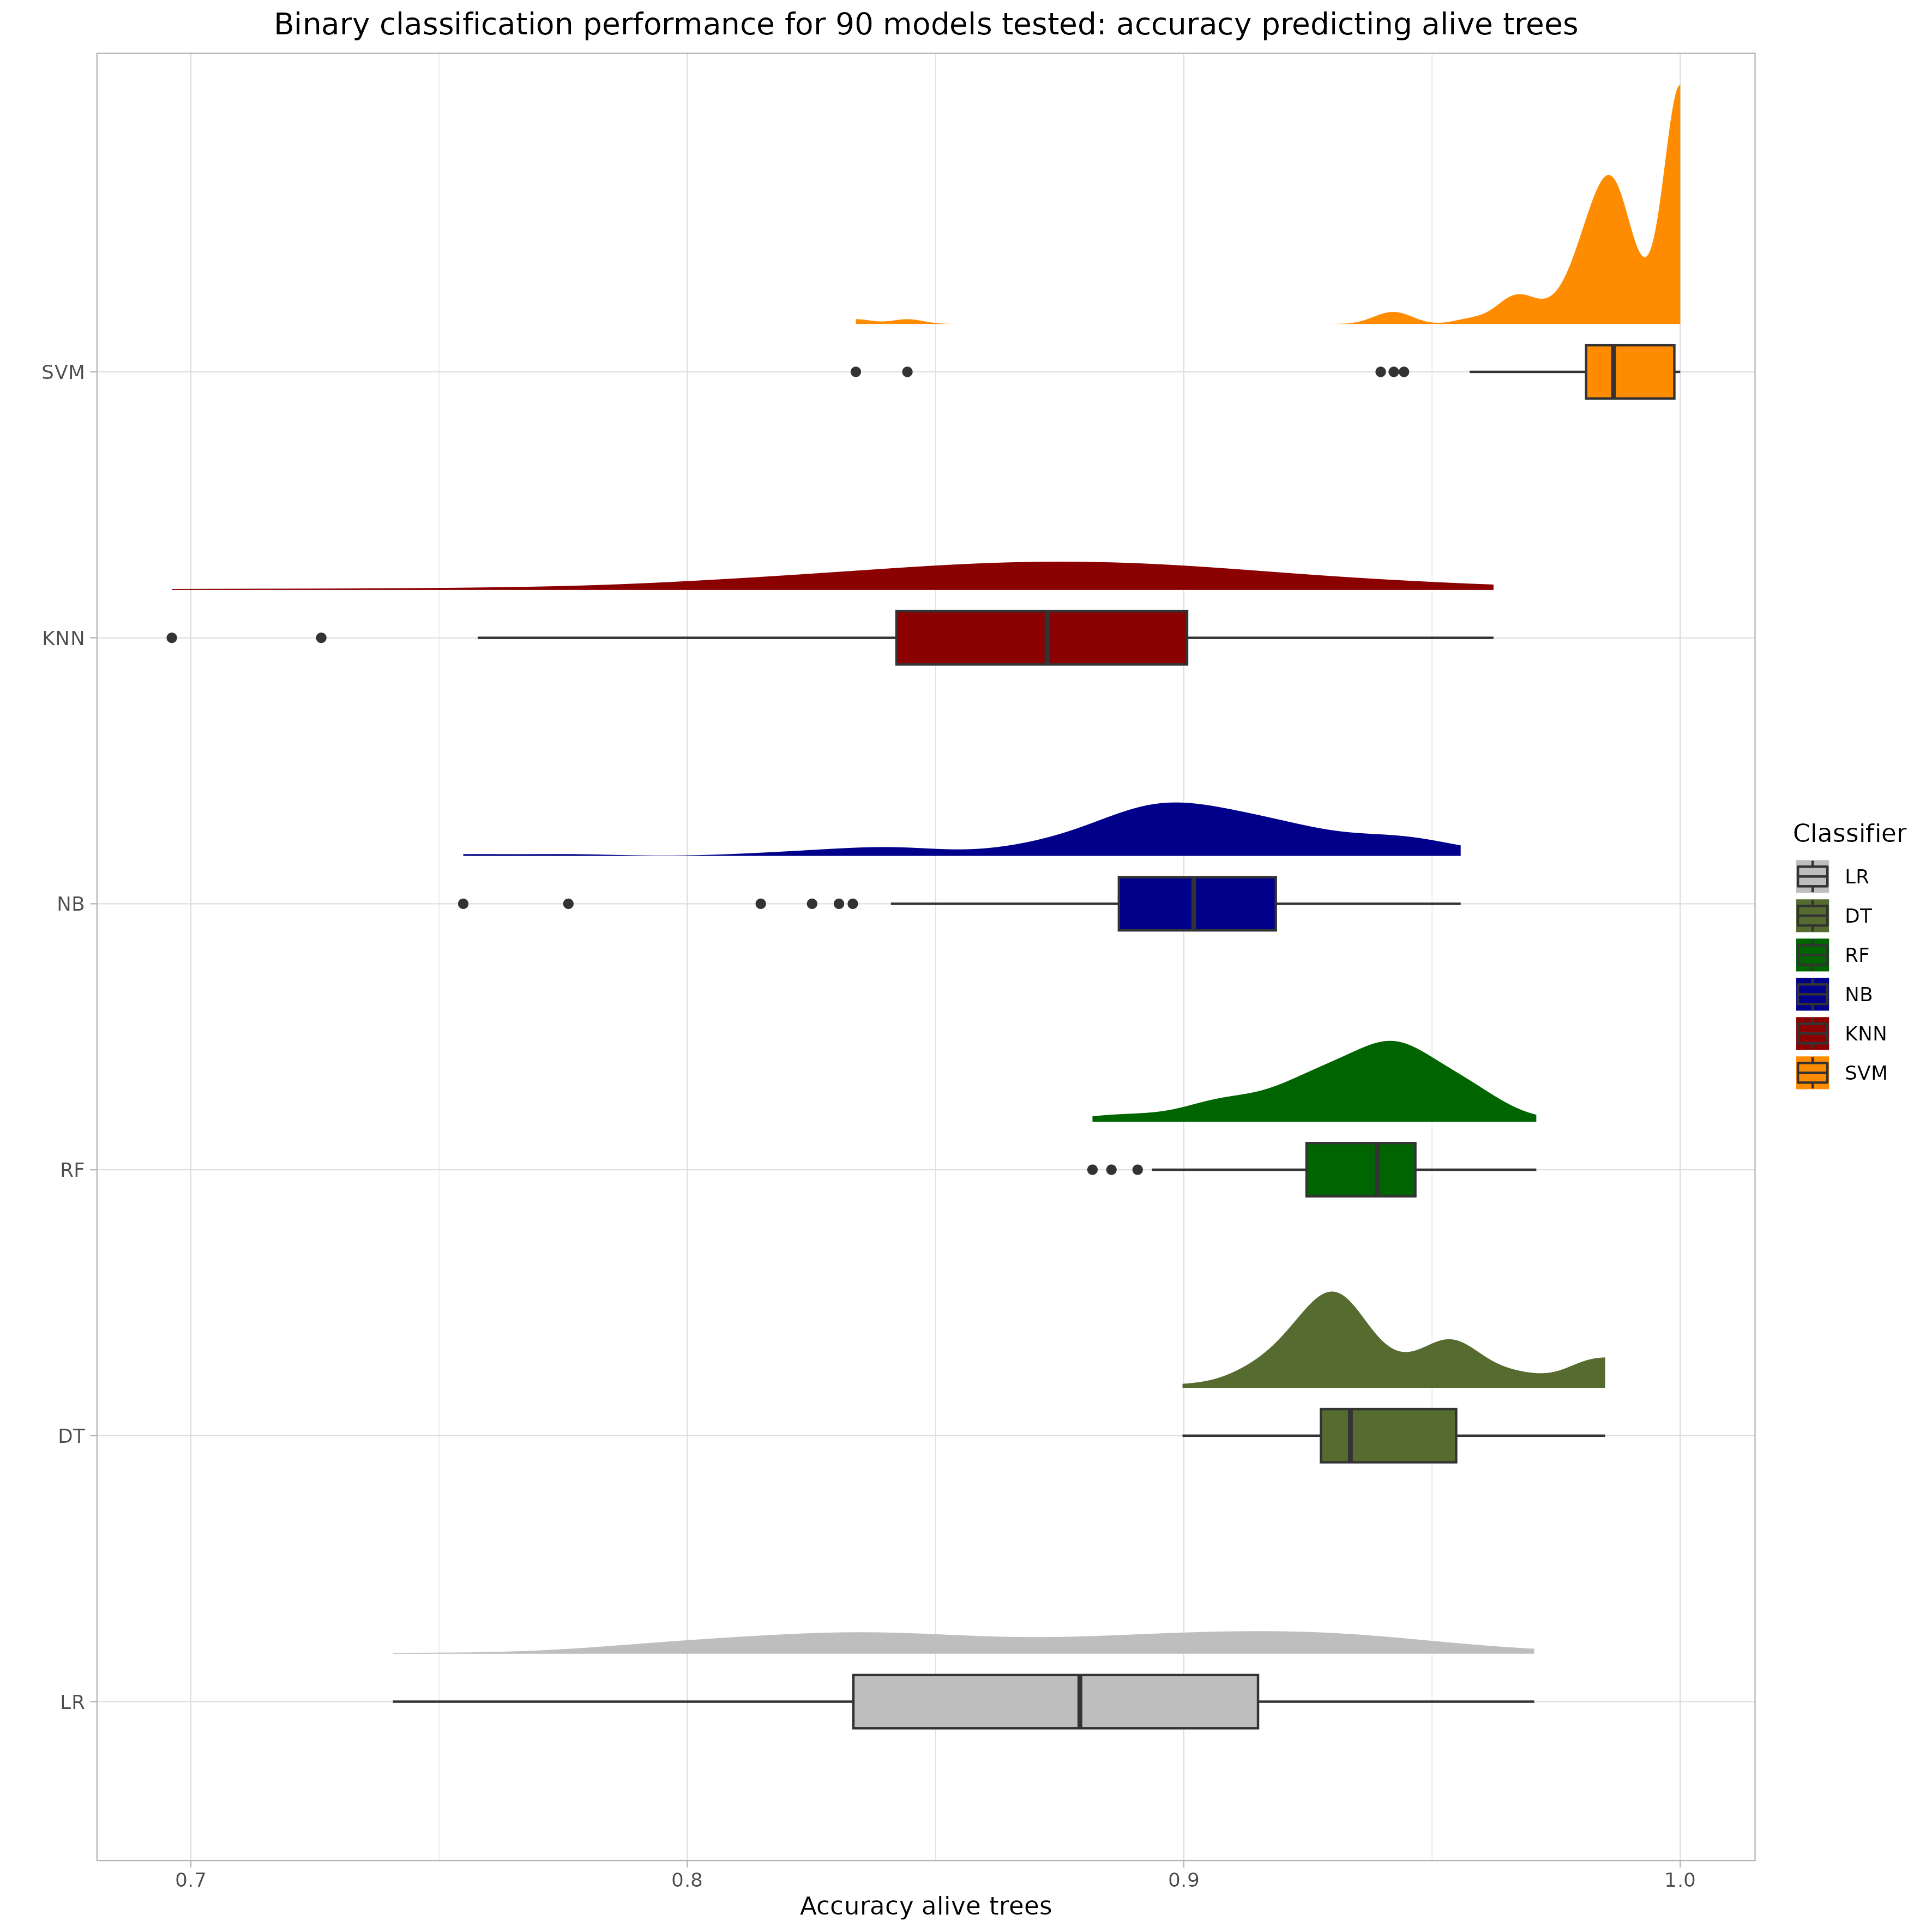 Binary classification performance for 90 models tested: accuracy predicting alive trees
SVM
KNN
NB
RF
DT
LR
0.7 0.8 0.9 1.0
Accuracy alive trees
Classifier
LR
DT
RF
NB
KNN
SVM